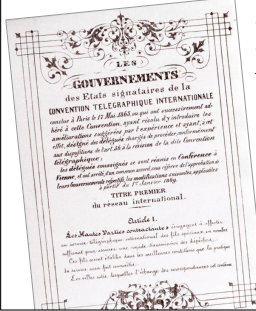 LES
GOUVERNEMENTS
des Etats signataires de la
CONVENTION TÉLÉGRAPHIQUE INTERNATIONALE
conclue à Paris le 17 Mai 1865, ou qui ont successivement ad-
héré à cette Convention, ayant résolu d'y introduire les
améliorations suggérées par l'expérience et ayant, à cet
effet, désigné des délégués chargés de procéder, conformément
aux dispositions de l'art. 56 à la révision de la dite Convention
télégraphique;
les délégués soussignés se sont réunis en Conférence à
Vienne, et ont arrêté, d'un commun accord, sous réserve de l'approbation de
leurs Gouvernements respectifs, les modifications suivantes, applicables
à partir du 1er Janvier 1869.
TITRE PREMIER
du réseau international.
Article 1.
Les Hautes Parties contractantes s'engagent à affecter
au service télégraphique international des fils spéciaux en nombre
suffisant pour assurer une rapide transmission des dépêches.
Ces fils seront établis dans les meilleures conditions que la pratique
du service aura fait connaître.
Les villes entre lesquelles l'échange des correspondances est continu